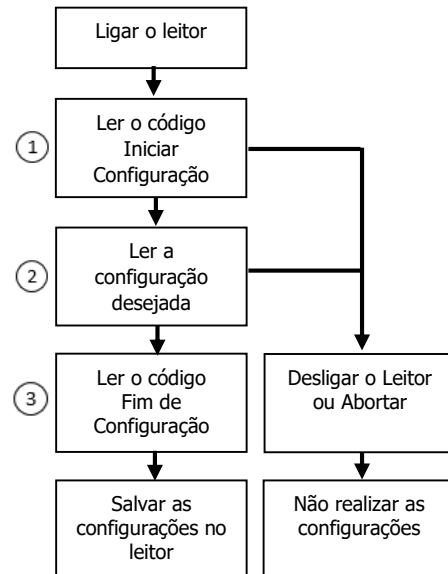 Ligar o leitor
1
Ler o código
Iniciar
Configuração
2
Ler a
configuração
desejada
3
Ler o código
Fim de
Configuração
Desligar o Leitor
ou Abortar
Salvar as
configurações no
leitor
Não realizar as
configurações